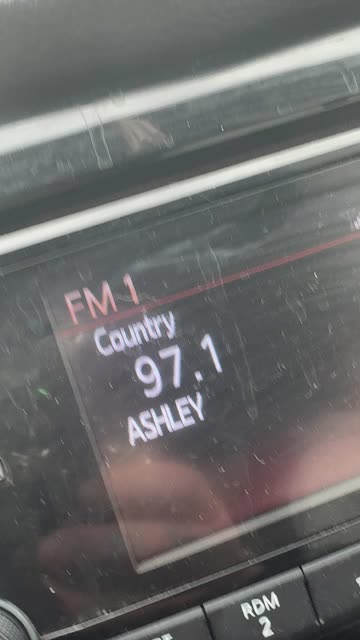 FM 1
Country
97.1
ASHLEY
RDM
2